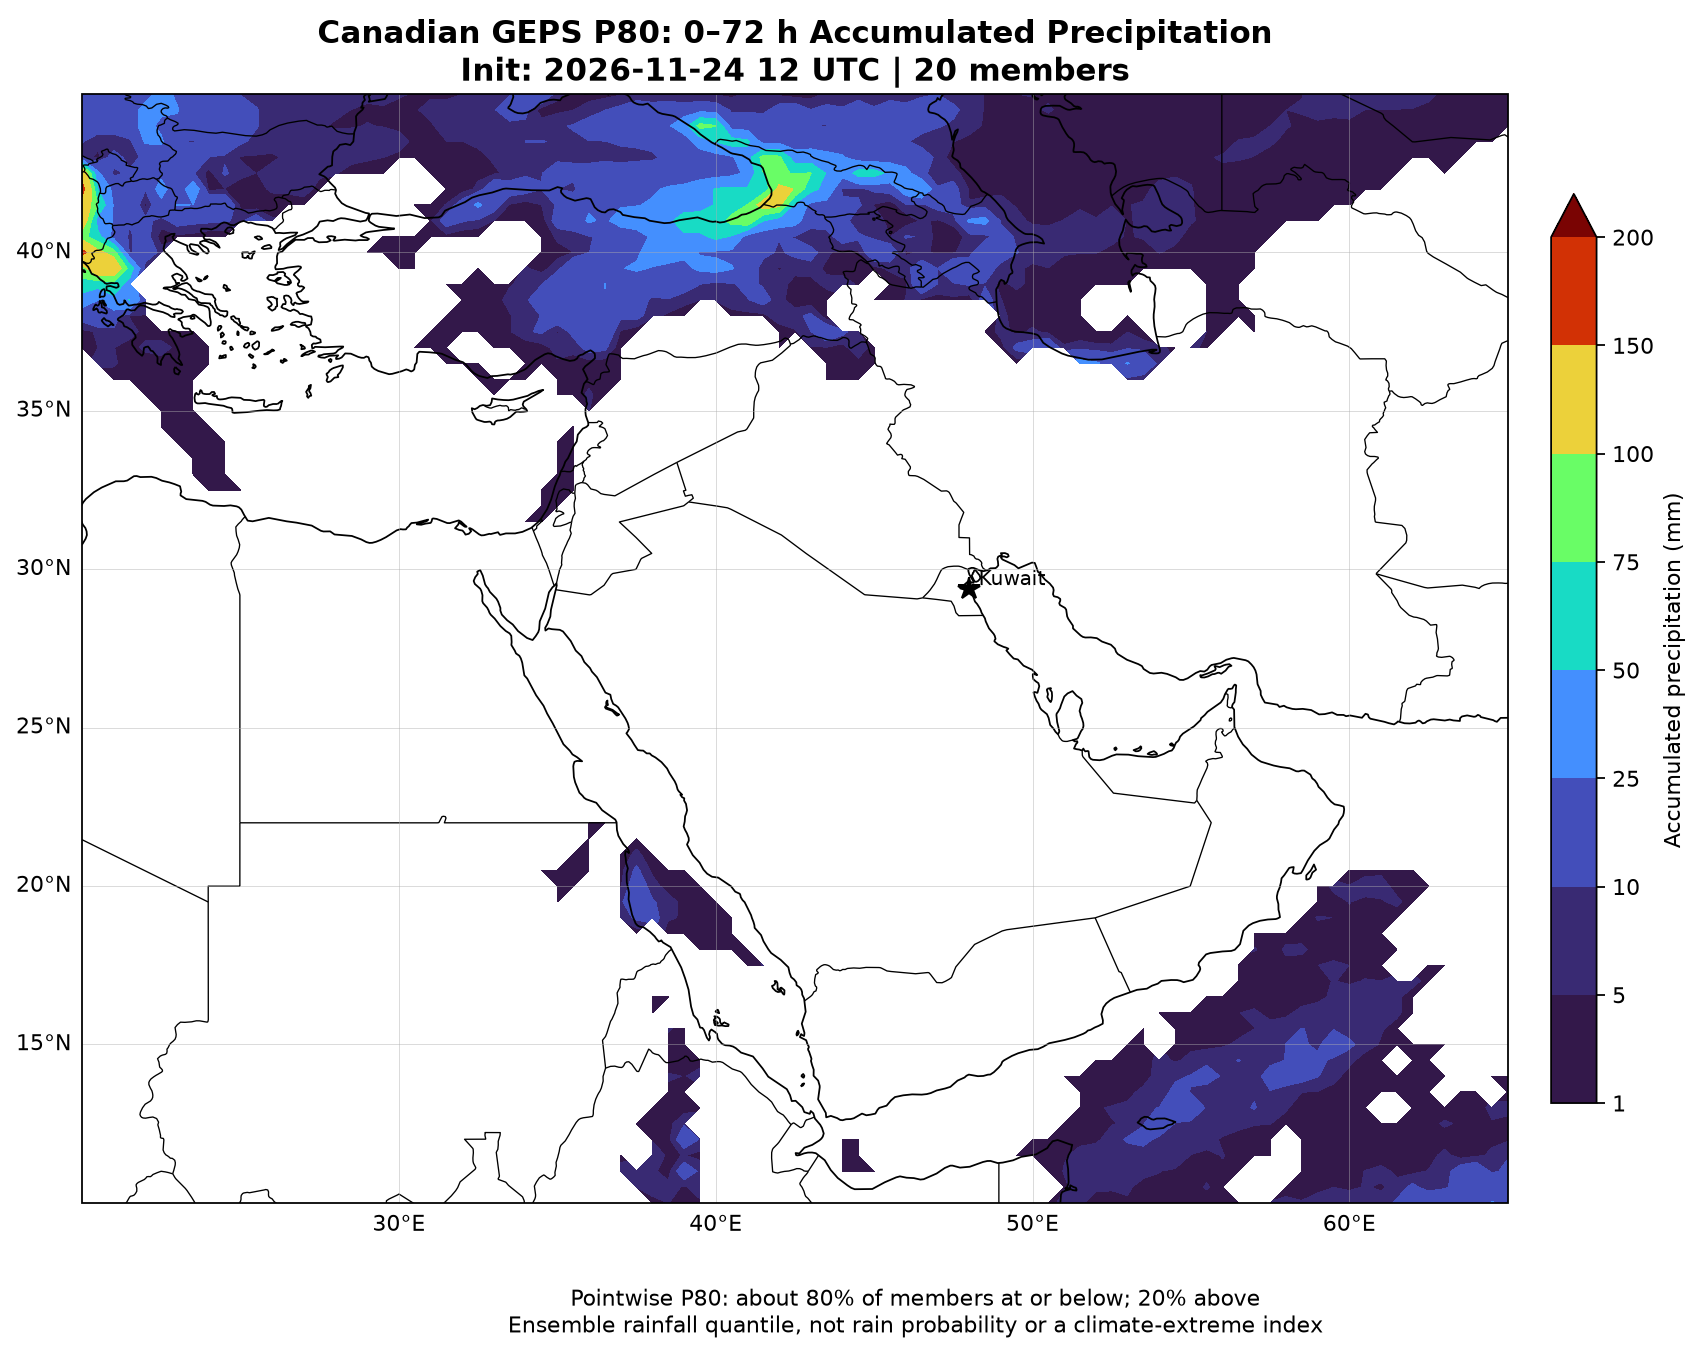 Canadian GEPS P80: 0–72 h Accumulated Precipitation
Init: 2026-11-24 12 UTC | 20 members
40°N
35°N
30°N
25°N
20°N
15°N
30°E
40°E
50°E
60°E
Kuwait
200
150
100
75
50
25
10
5
1
Accumulated precipitation (mm)
Pointwise P80: about 80% of members at or below; 20% above
Ensemble rainfall quantile, not rain probability or a climate-extreme index